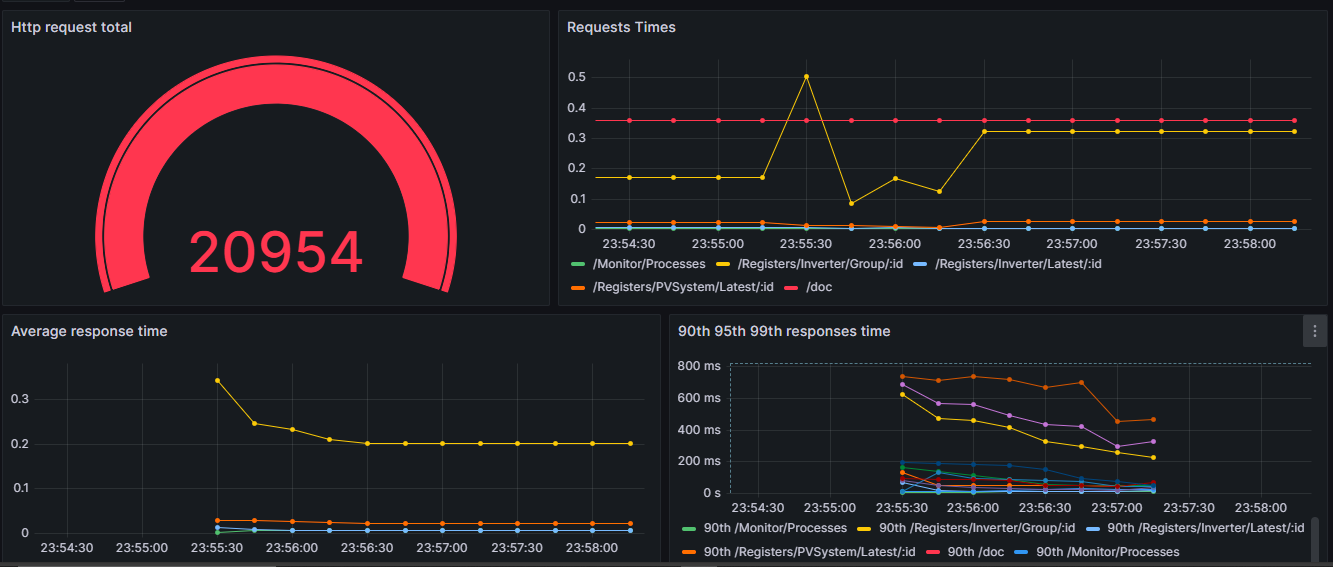 Http request total
20954
Requests Times
0.5
0.4
0.3
0.2
0.1
0
23:54:30 23:55:00 23:55:30 23:56:00 23:56:30 23:57:00 23:57:30 23:58:00
/Monitor/Processes /Registers/Inverter/Group/:id /Registers/Inverter/Latest/:id
/Registers/PVSystem/Latest/:id /doc
Average response time
0.3
0.2
0.1
0
23:54:30 23:55:00 23:55:30 23:56:00 23:56:30 23:57:00 23:57:30 23:58:00
90th 95th 99th responses time
800 ms
600 ms
400 ms
200 ms
0 s
23:54:30 23:55:00 23:55:30 23:56:00 23:56:30 23:57:00 23:57:30 23:58:00
90th /Monitor/Processes 90th /Registers/Inverter/Group/:id 90th /Registers/Inverter/Latest/:id
90th /Registers/PVSystem/Latest/:id 90th /doc 90th /Monitor/Processes